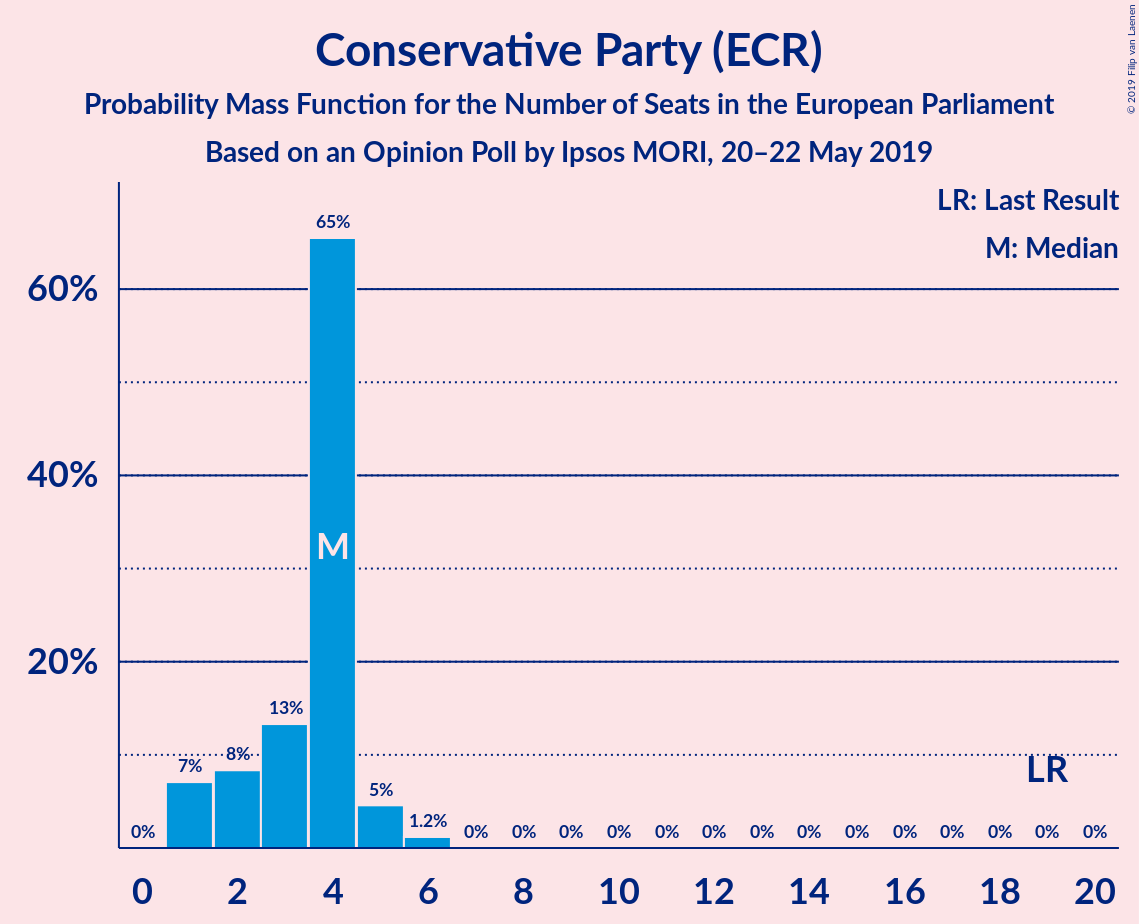 Conservative Party (ECR)
Probability Mass Function for the Number of Seats in the European Parliament
Based on an Opinion Poll by Ipsos MORI, 20–22 May 2019
© 2019 Filip van Laenen
LR: Last Result
M: Median
65%
60%
40%
M
20%
13%
8%
7%
LR
5%
1.2%
0% 0% 0% 0% 0% 0% 0% 0% 0% 0% 0% 0% 0% 0% 0%
0 2 4 6 8 10 12 14 16 18 20